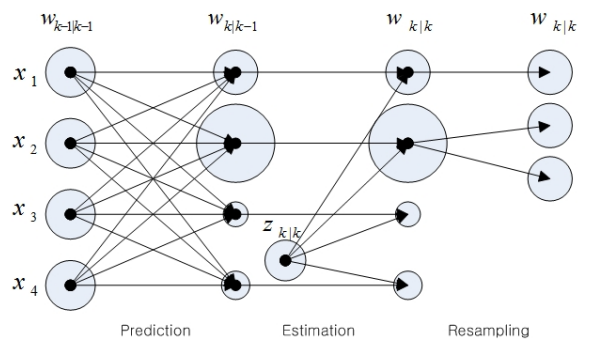 w k-1|k-1 w k|k-1 w k|k w k|k
x 1
x 2
x 3
z k|k
x 4
Prediction Estimation Resampling